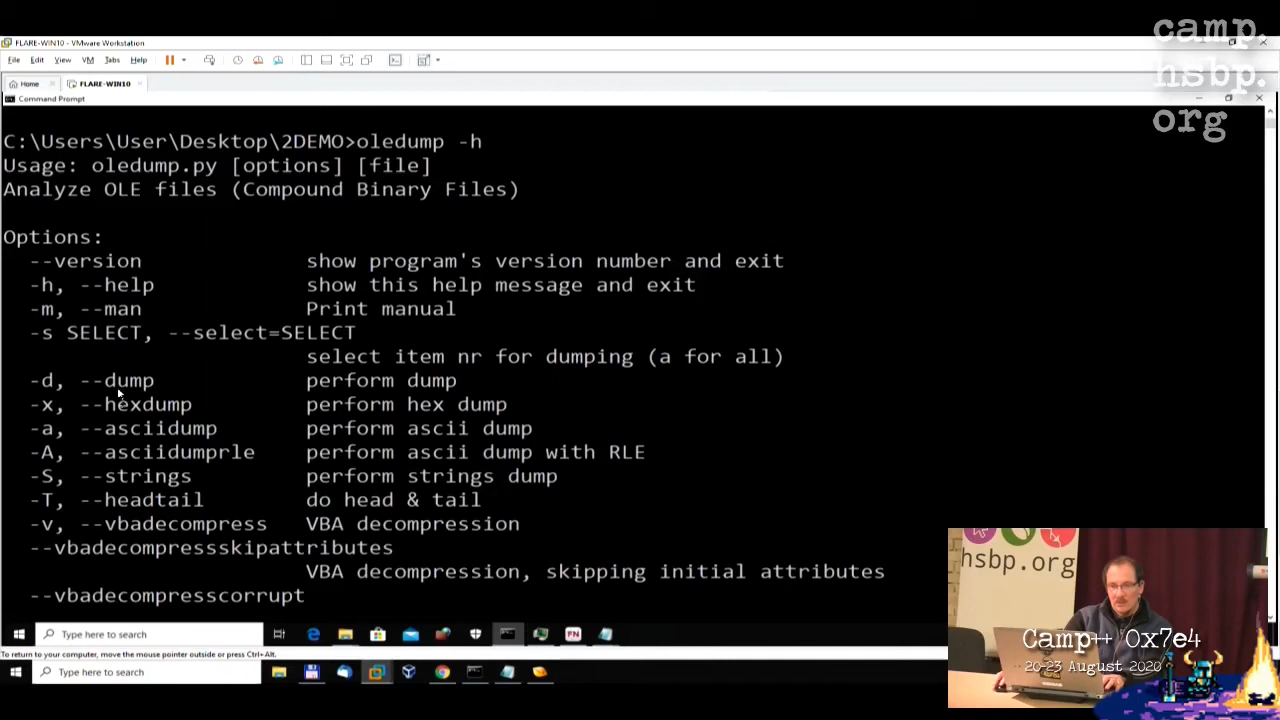 camp.
hsbp.
org
FLARE-WIN10 - VMware Workstation
File Edit View VM Tabs Help
Home FLARE-WIN10
Command Prompt
C:\Users\User\Desktop\2DEMO>oledump -h
Usage: oledump.py [options] [file]
Analyze OLE files (Compound Binary Files)
Options:
--version show program's version number and exit
-h, --help show this help message and exit
-m, --man Print manual
-s SELECT, --select=SELECT
select item nr for dumping (a for all)
-d, --dump perform dump
-x, --hexdump perform hex dump
-a, --asciidump perform ascii dump
-A, --asciidumprle perform ascii dump with RLE
-S, --strings perform strings dump
-T, --headtail do head & tail
-v, --vbadecompress VBA decompression
--vbadecompressskipattributes
VBA decompression, skipping initial attributes
--vbadecompresscorrupt
hsbp.org
Camp++ 0x7e4
20-23 August 2020
Type here to search
FN
To return to your computer, move the mouse pointer outside or press Ctrl+Alt.
Type here to search